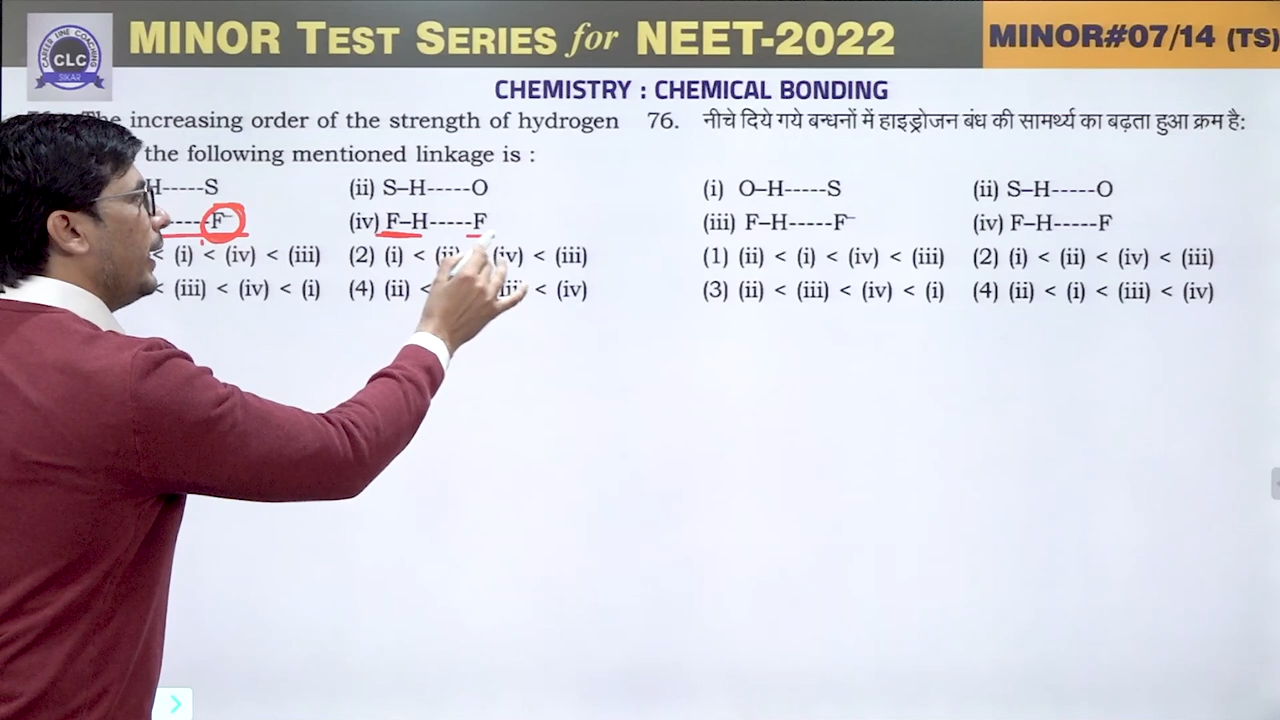 MINOR TEST SERIES for NEET-2022
MINOR#07/14 (TS)
CAREER LINE COACHING
CLC
SIKAR
CHEMISTRY : CHEMICAL BONDING
The increasing order of the strength of hydrogen
the following mentioned linkage is :
H-----S (ii) S–H-----O
-----F⁻ (iv) F–H-----F
< (i) < (iv) < (iii) (2) (i) < (ii) (iv) < (iii)
< (iii) < (iv) < (i) (4) (ii) < < (iv)
76. नीचे दिये गये बन्धनों में हाइड्रोजन बंध की सामर्थ्य का बढ़ता हुआ क्रम है:
(i) O–H-----S (ii) S–H-----O
(iii) F–H-----F⁻ (iv) F–H-----F
(1) (ii) < (i) < (iv) < (iii) (2) (i) < (ii) < (iv) < (iii)
(3) (ii) < (iii) < (iv) < (i) (4) (ii) < (i) < (iii) < (iv)